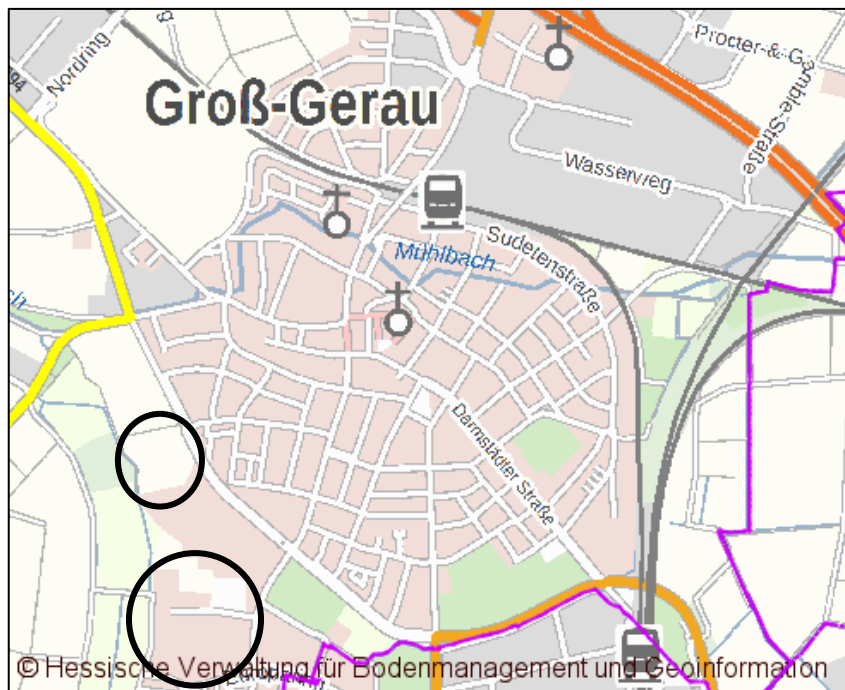 Nordring
Procter-&-Gamble-Straße
Groß-Gerau
Wasserweg
Sudetenstraße
Mühlbach
Darmstädter Straße
© Hessische Verwaltung für Bodenmanagement und Geoinformation